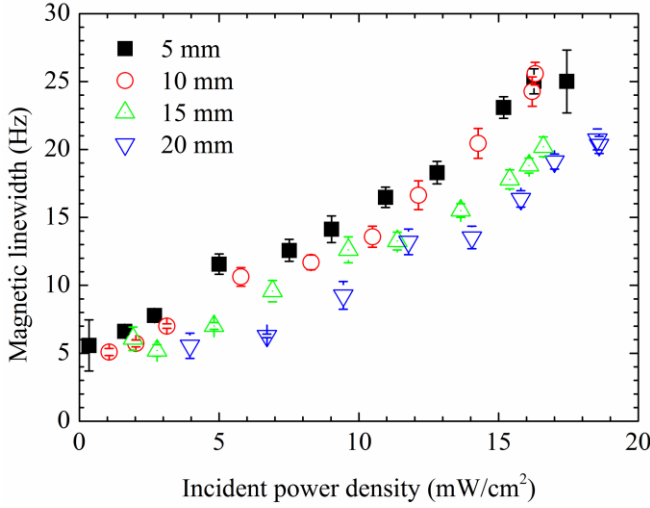 30
25
20
15
10
5
0
Magnetic linewidth (Hz)
5 mm
10 mm
15 mm
20 mm
0
5
10
15
20
Incident power density (mW/cm²)